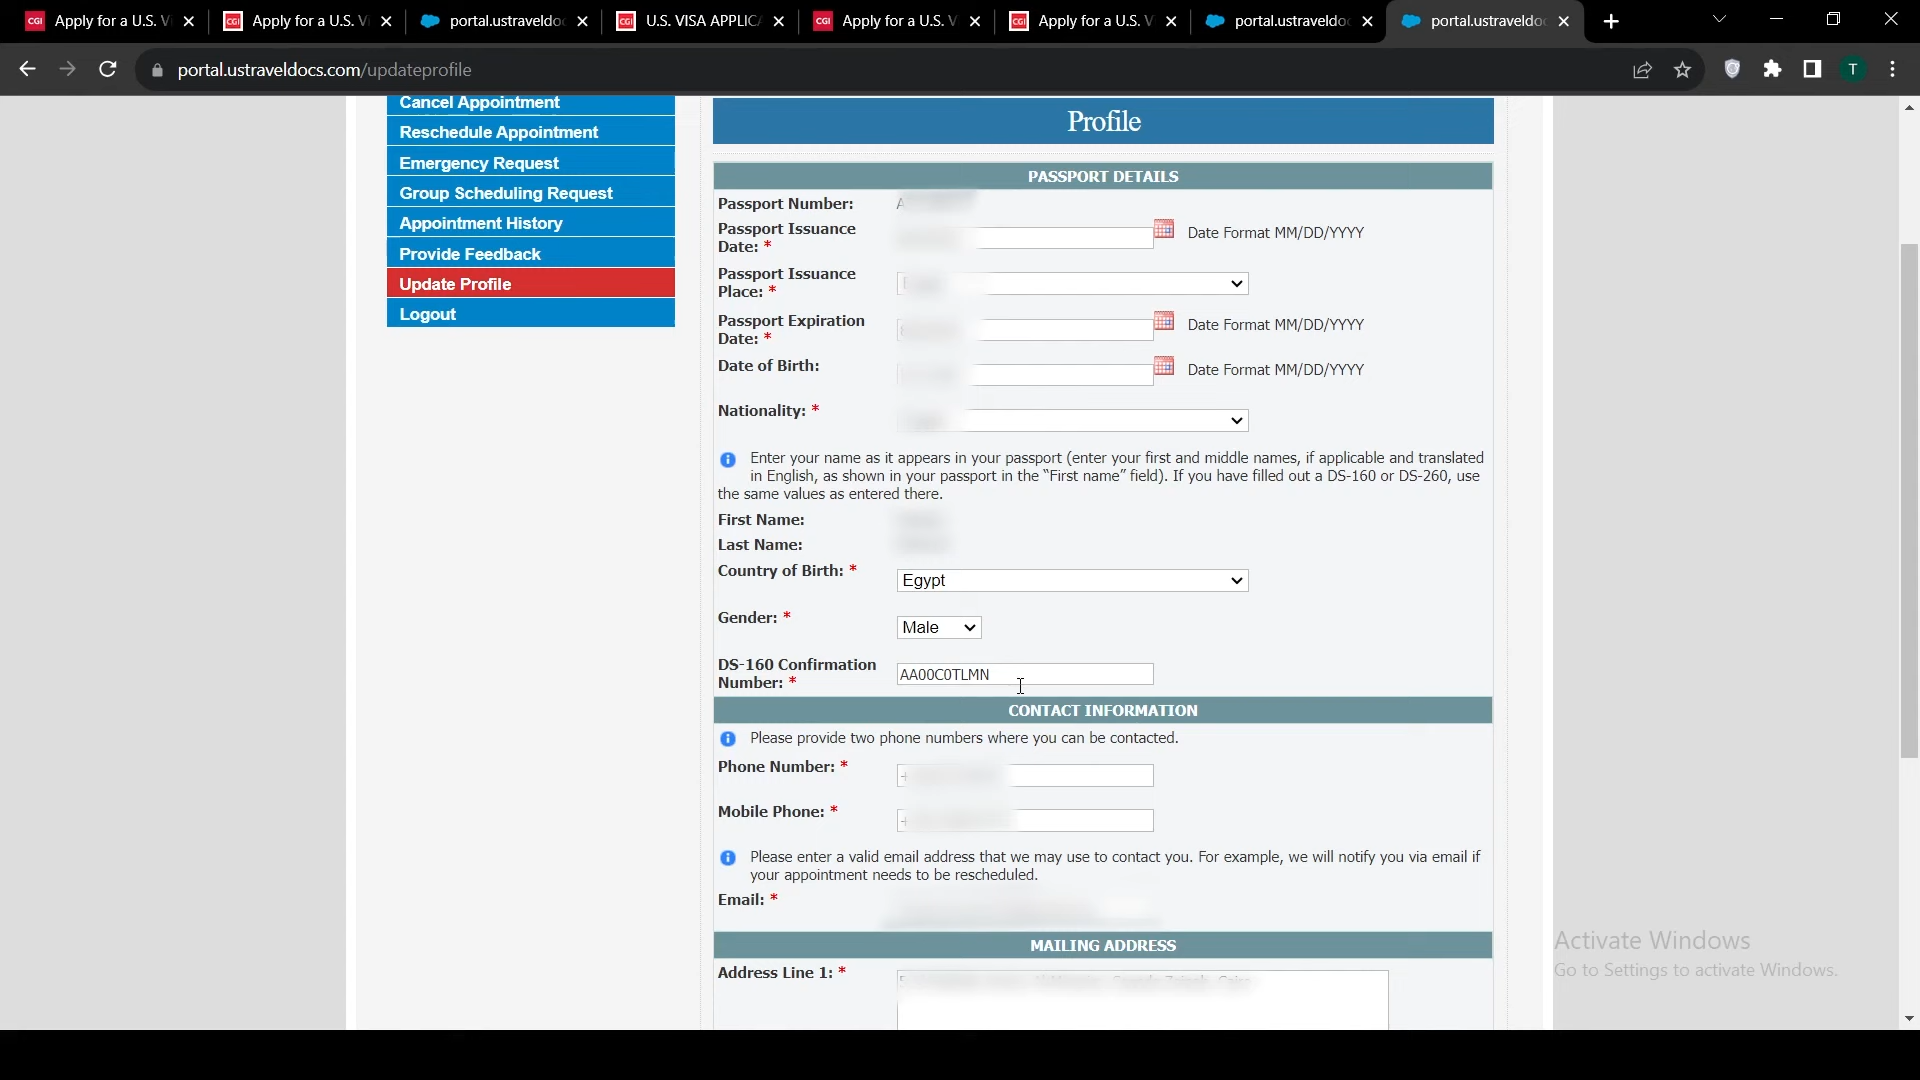 Apply for a U.S. V
Apply for a U.S. Vi
portal.ustraveldo
U.S. VISA APPLIC
Apply for a U.S. V
Apply for a U.S. V
portal.ustraveldo
portal.ustraveldo
portal.ustraveldocs.com/updateprofile
T
Cancel Appointment
Reschedule Appointment
Emergency Request
Group Scheduling Request
Appointment History
Provide Feedback
Update Profile
Logout
Profile
PASSPORT DETAILS
Passport Number: A
Passport Issuance
Date: *
Date Format MM/DD/YYYY
Passport Issuance
Place: *
Passport Expiration
Date: *
Date Format MM/DD/YYYY
Date of Birth:
Date Format MM/DD/YYYY
Nationality: *
Enter your name as it appears in your passport (enter your first and middle names, if applicable and translated
in English, as shown in your passport in the “First name” field). If you have filled out a DS-160 or DS-260, use
the same values as entered there.
First Name:
Last Name:
Country of Birth: * Egypt
Gender: * Male
DS-160 Confirmation
Number: *
AA00C0TLMN
CONTACT INFORMATION
Please provide two phone numbers where you can be contacted.
Phone Number: * +
Mobile Phone: * +
Please enter a valid email address that we may use to contact you. For example, we will notify you via email if
your appointment needs to be rescheduled.
Email: *
MAILING ADDRESS
Address Line 1: *
Activate Windows
Go to Settings to activate Windows.